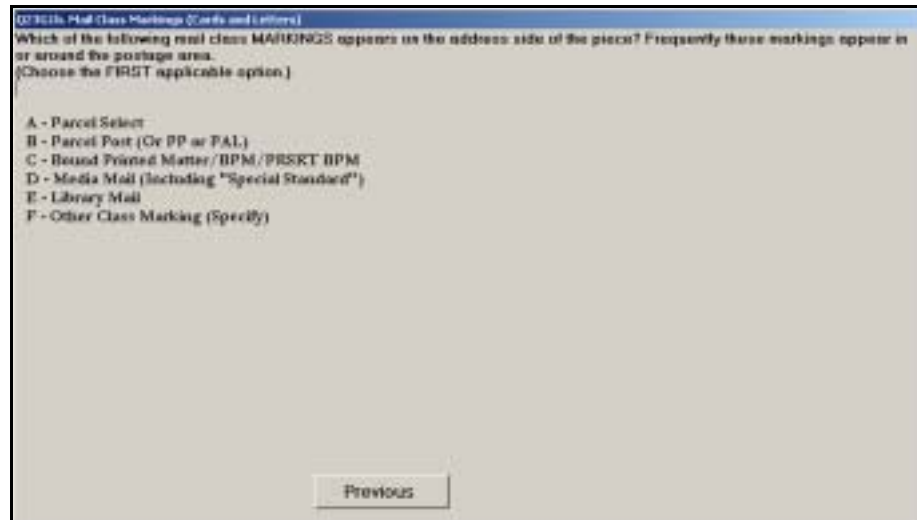 Mail Class Markings (Cards and Letters)
Which of the following mail class MARKINGS appears on the address side of the piece? Frequently these markings appear in
or around the postage area.
(Choose the FIRST applicable option.)
A - Parcel Select
B - Parcel Post (Or PP or PAL)
C - Bound Printed Matter/BPM/PRSRT BPM
D - Media Mail (Including "Special Standard")
E - Library Mail
F - Other Class Marking (Specify)
Previous